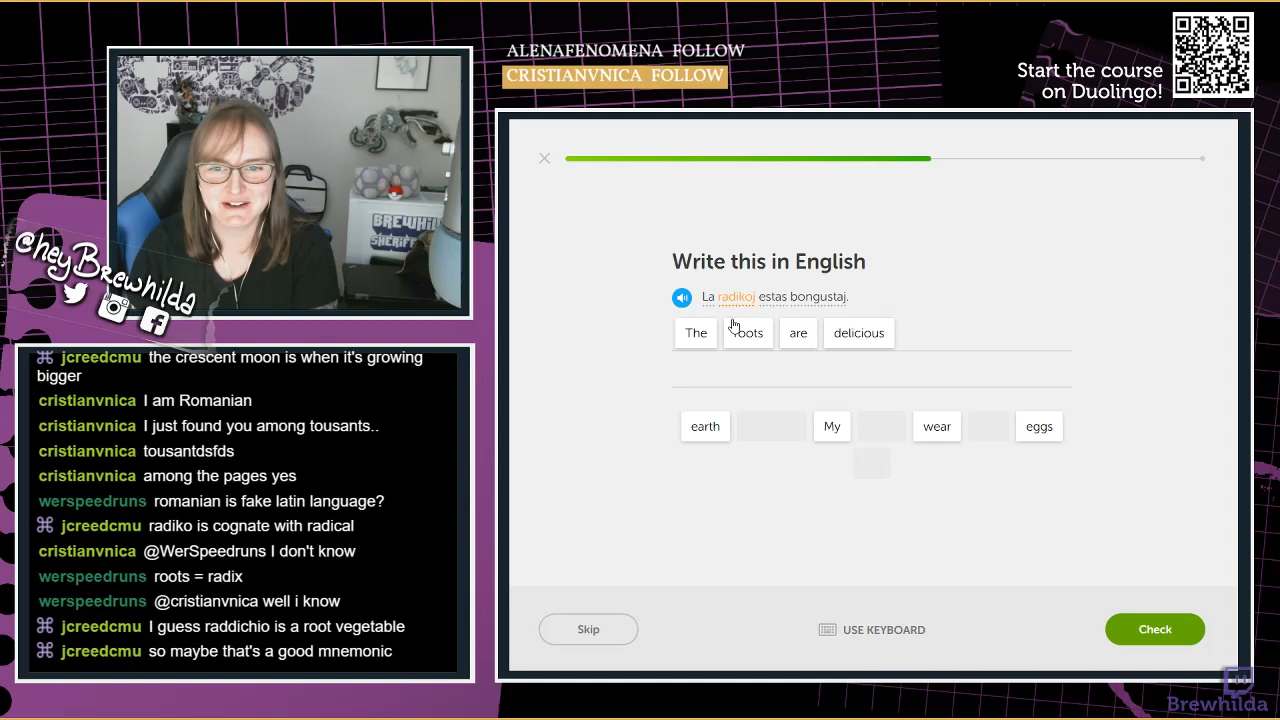 ALENAFENOMENA FOLLOW
CRISTIANVNICA FOLLOW
Start the course
on Duolingo!
@heyBrewhilda
BREWHIL
SHERIFF
Write this in English
La radikoj estas bongustaj.
The roots are delicious
earth My wear eggs
Skip
USE KEYBOARD
Check
jcreedcmu the crescent moon is when it's growing
bigger
cristianvnica I am Romanian
cristianvnica I just found you among tousants..
cristianvnica tousantdsfds
cristianvnica among the pages yes
werspeedruns romanian is fake latin language?
jcreedcmu radiko is cognate with radical
cristianvnica @WerSpeedruns I don't know
werspeedruns roots = radix
werspeedruns @cristianvnica well i know
jcreedcmu I guess raddichio is a root vegetable
jcreedcmu so maybe that's a good mnemonic
Brewhilda